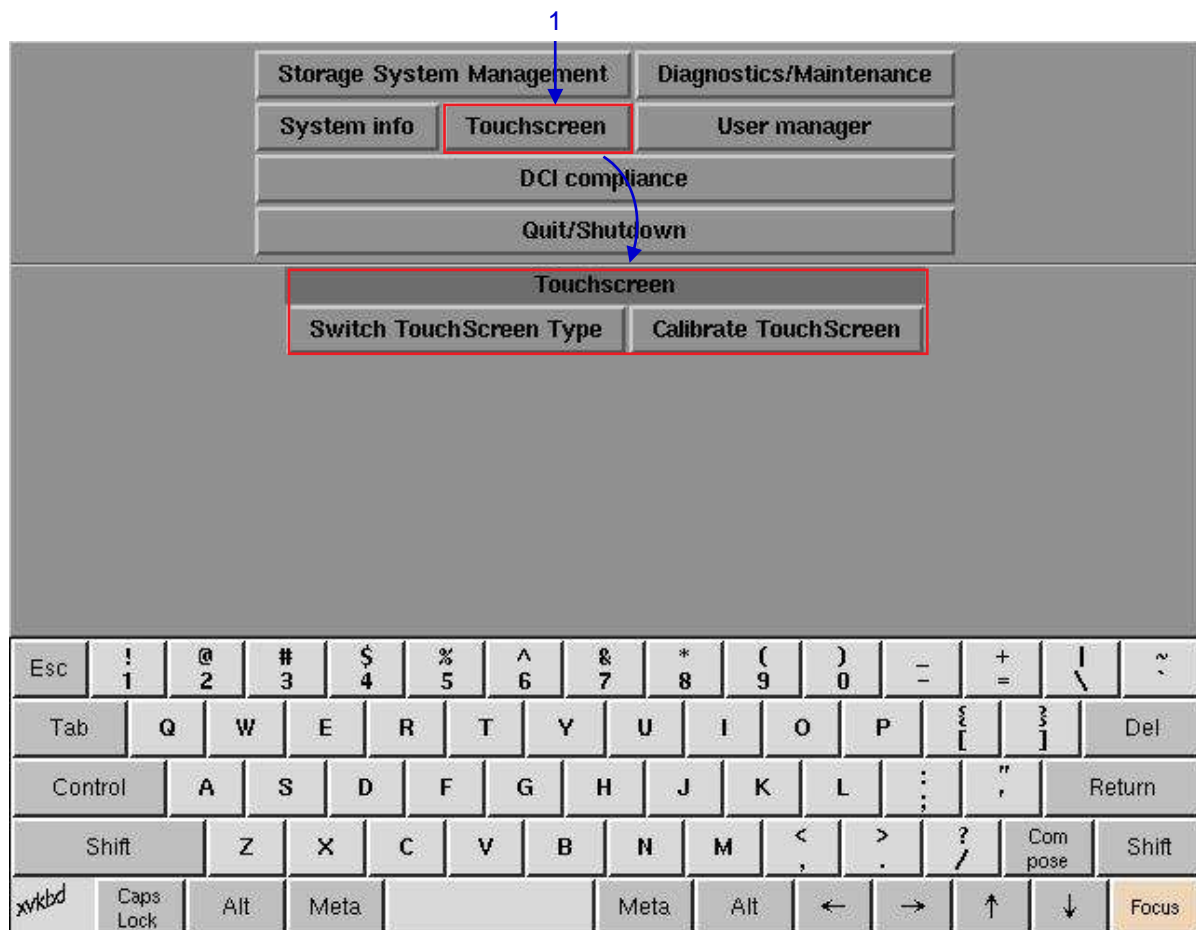 1
Storage System Management Diagnostics/Maintenance
System info Touchscreen User manager
DCI compliance
Quit/Shutdown
Touchscreen
Switch TouchScreen Type Calibrate TouchScreen
Esc ! 1 @ 2 # 3 $ 4 % 5 ^ 6 & 7 * 8 ( 9 ) 0 _ - + = | \ ~ `
Tab Q W E R T Y U I O P { [ } ] Del
Control A S D F G H J K L : ; " ' Return
Shift Z X C V B N M < , > . ? / Com pose Shift
xvkbd Caps Lock Alt Meta Meta Alt ← → ↑ ↓ Focus